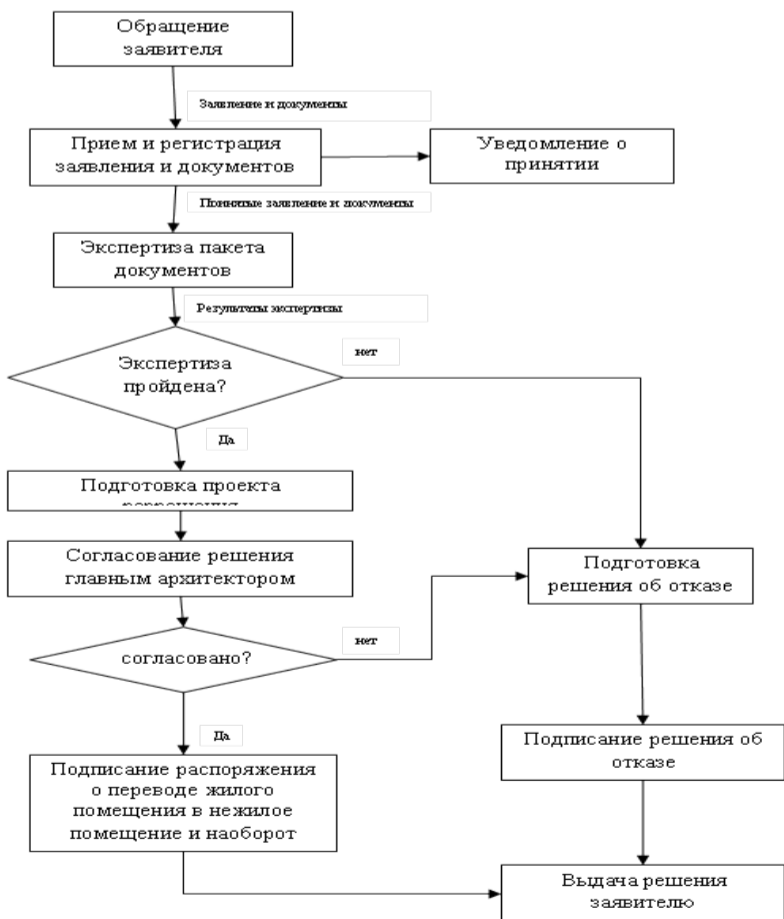 Обращение
заявителя
Заявление и документы
Прием и регистрация
заявления и документов
Уведомление о
принятии
Принятые заявление и документы
Экспертиза пакета
документов
Результаты экспертизы
Экспертиза
пройдена?
нет
Да
Подготовка проекта
Согласование решения
главным архитектором
Подготовка
решения об отказе
согласовано?
нет
Да
Подписание решения об
отказе
Подписание распоряжения
о переводе жилого
помещения в нежилое
помещение и наоборот
Выдача решения
заявителю